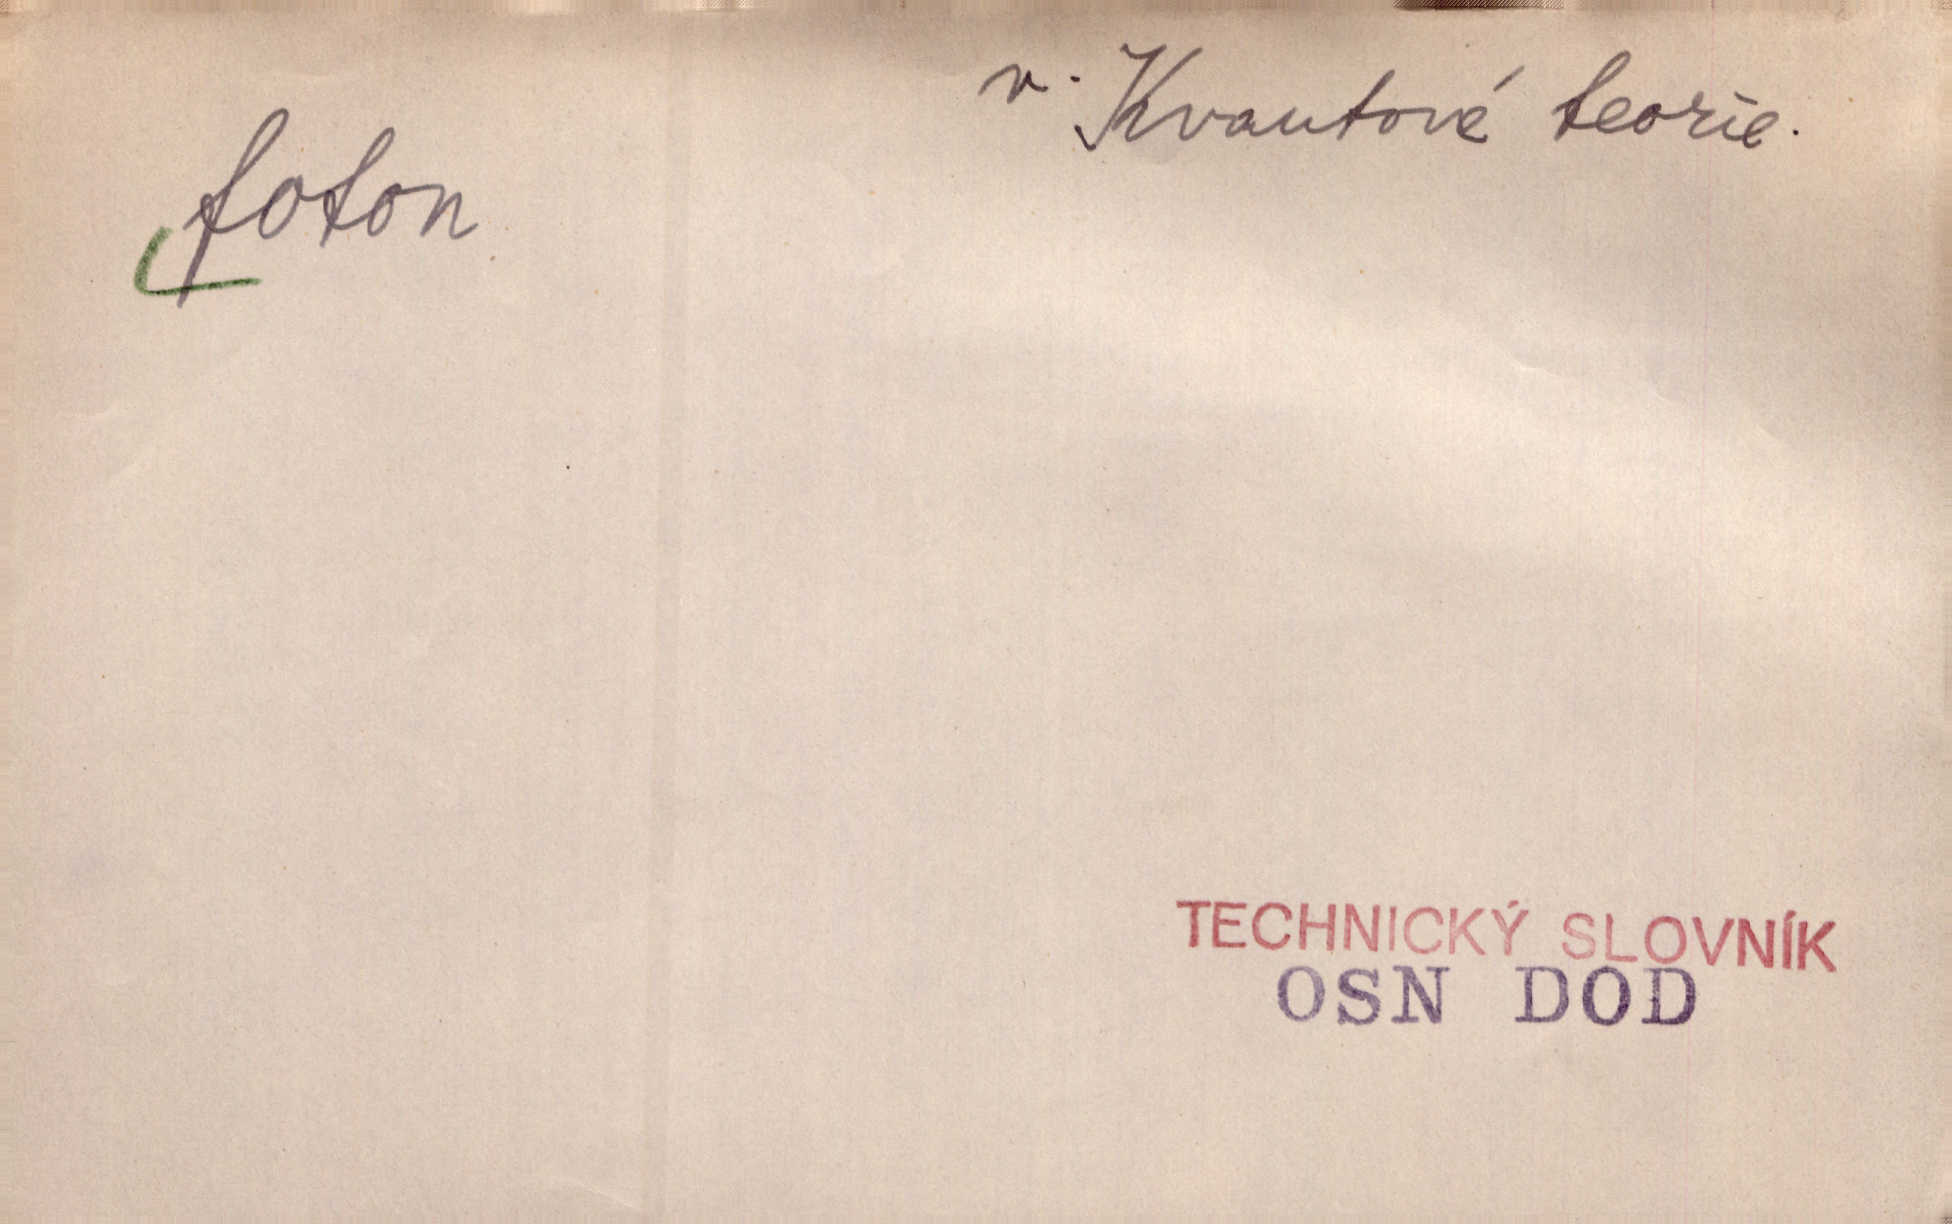 v. Kvantové teorie.
foton
TECHNICKÝ SLOVNÍK
OSN DOD